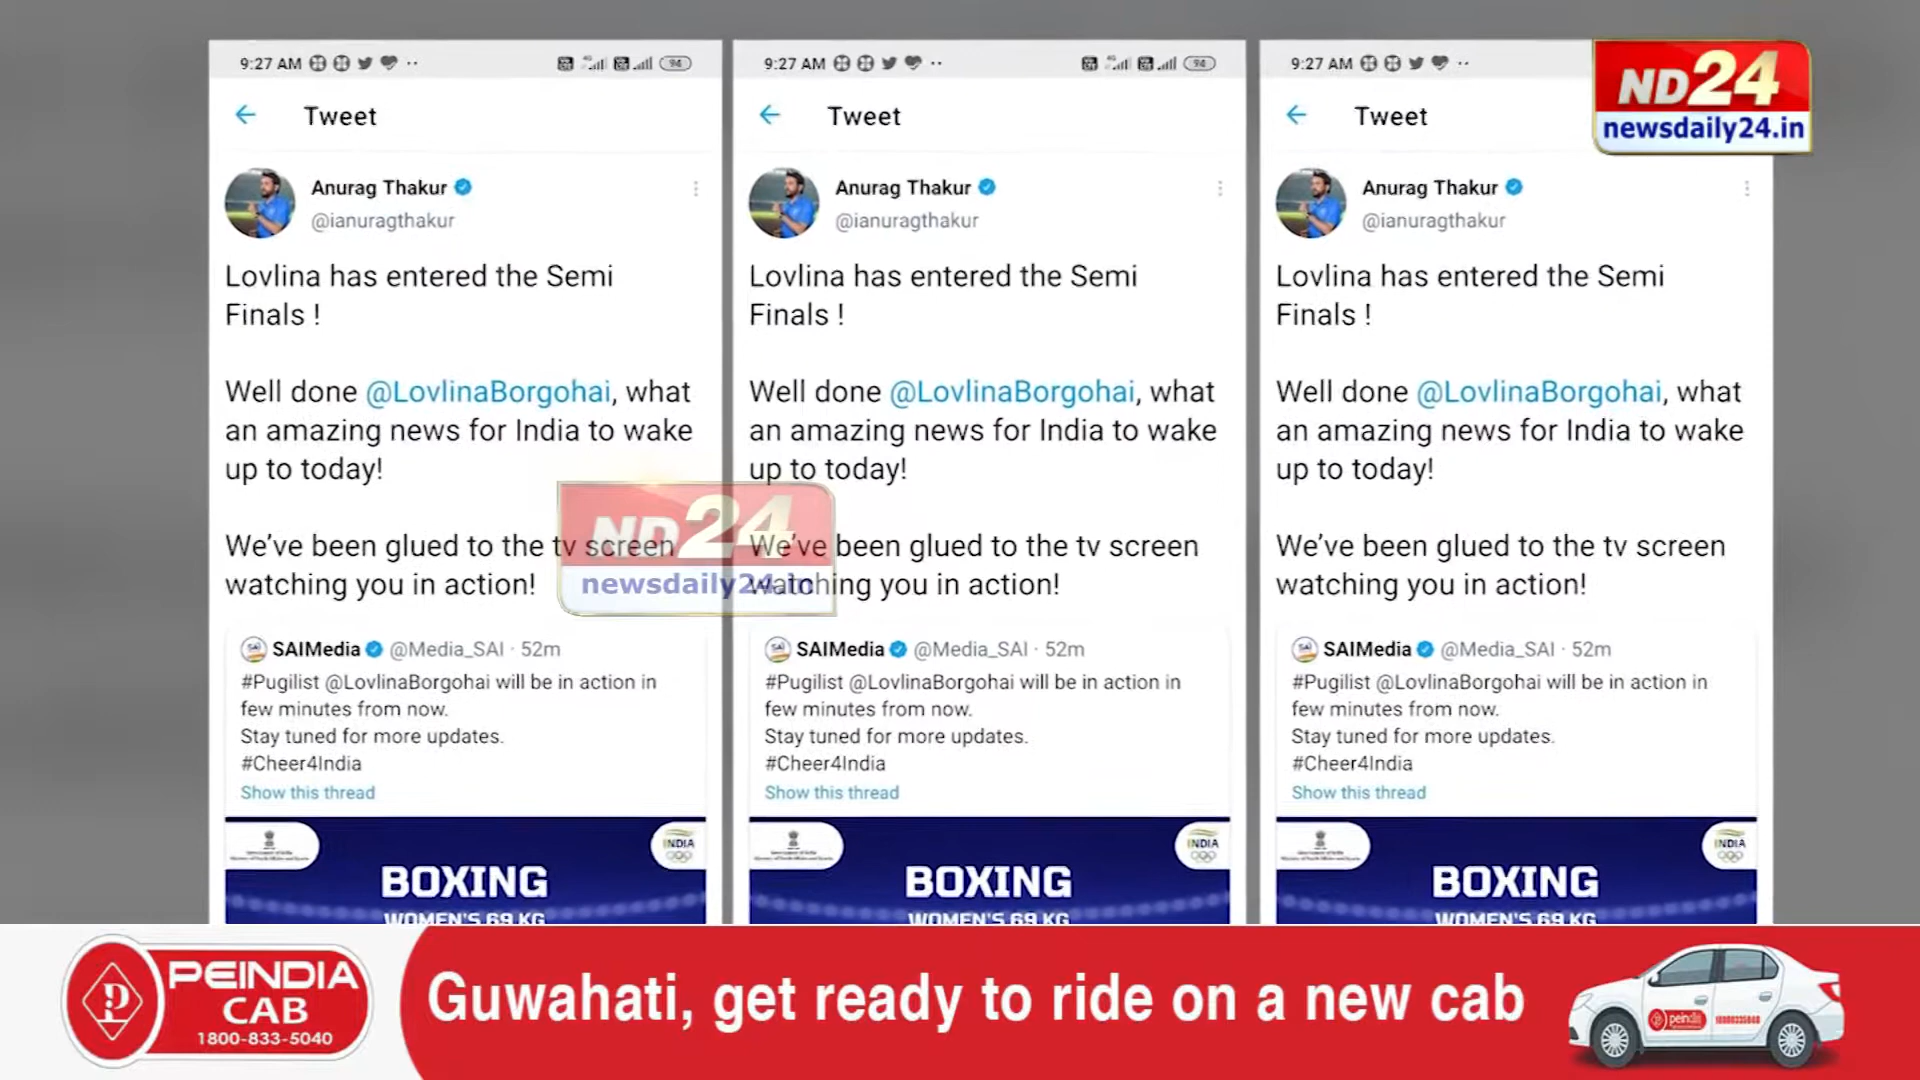 9:27 AM
94
Tweet
Anurag Thakur
@ianuragthakur
Lovlina has entered the Semi
Finals !
Well done @LovlinaBorgohai, what
an amazing news for India to wake
up to today!
We've been glued to the tv screen
watching you in action!
SAIMedia @Media_SAI · 52m
#Pugilist @LovlinaBorgohai will be in action in
few minutes from now.
Stay tuned for more updates.
#Cheer4India
Show this thread
INDIA
BOXING
WOMEN'S 69 KG
9:27 AM
94
Tweet
Anurag Thakur
@ianuragthakur
Lovlina has entered the Semi
Finals !
Well done @LovlinaBorgohai, what
an amazing news for India to wake
up to today!
We've been glued to the tv screen
watching you in action!
SAIMedia @Media_SAI · 52m
#Pugilist @LovlinaBorgohai will be in action in
few minutes from now.
Stay tuned for more updates.
#Cheer4India
Show this thread
INDIA
BOXING
WOMEN'S 69 KG
9:27 AM
Tweet
Anurag Thakur
@ianuragthakur
Lovlina has entered the Semi
Finals !
Well done @LovlinaBorgohai, what
an amazing news for India to wake
up to today!
We've been glued to the tv screen
watching you in action!
SAIMedia @Media_SAI · 52m
#Pugilist @LovlinaBorgohai will be in action in
few minutes from now.
Stay tuned for more updates.
#Cheer4India
Show this thread
INDIA
BOXING
WOMEN'S 69 KG
ND24
newsdaily24.in
ND24
newsdaily24.in
PEINDIA
CAB
1800-833-5040
Guwahati, get ready to ride on a new cab
peindia